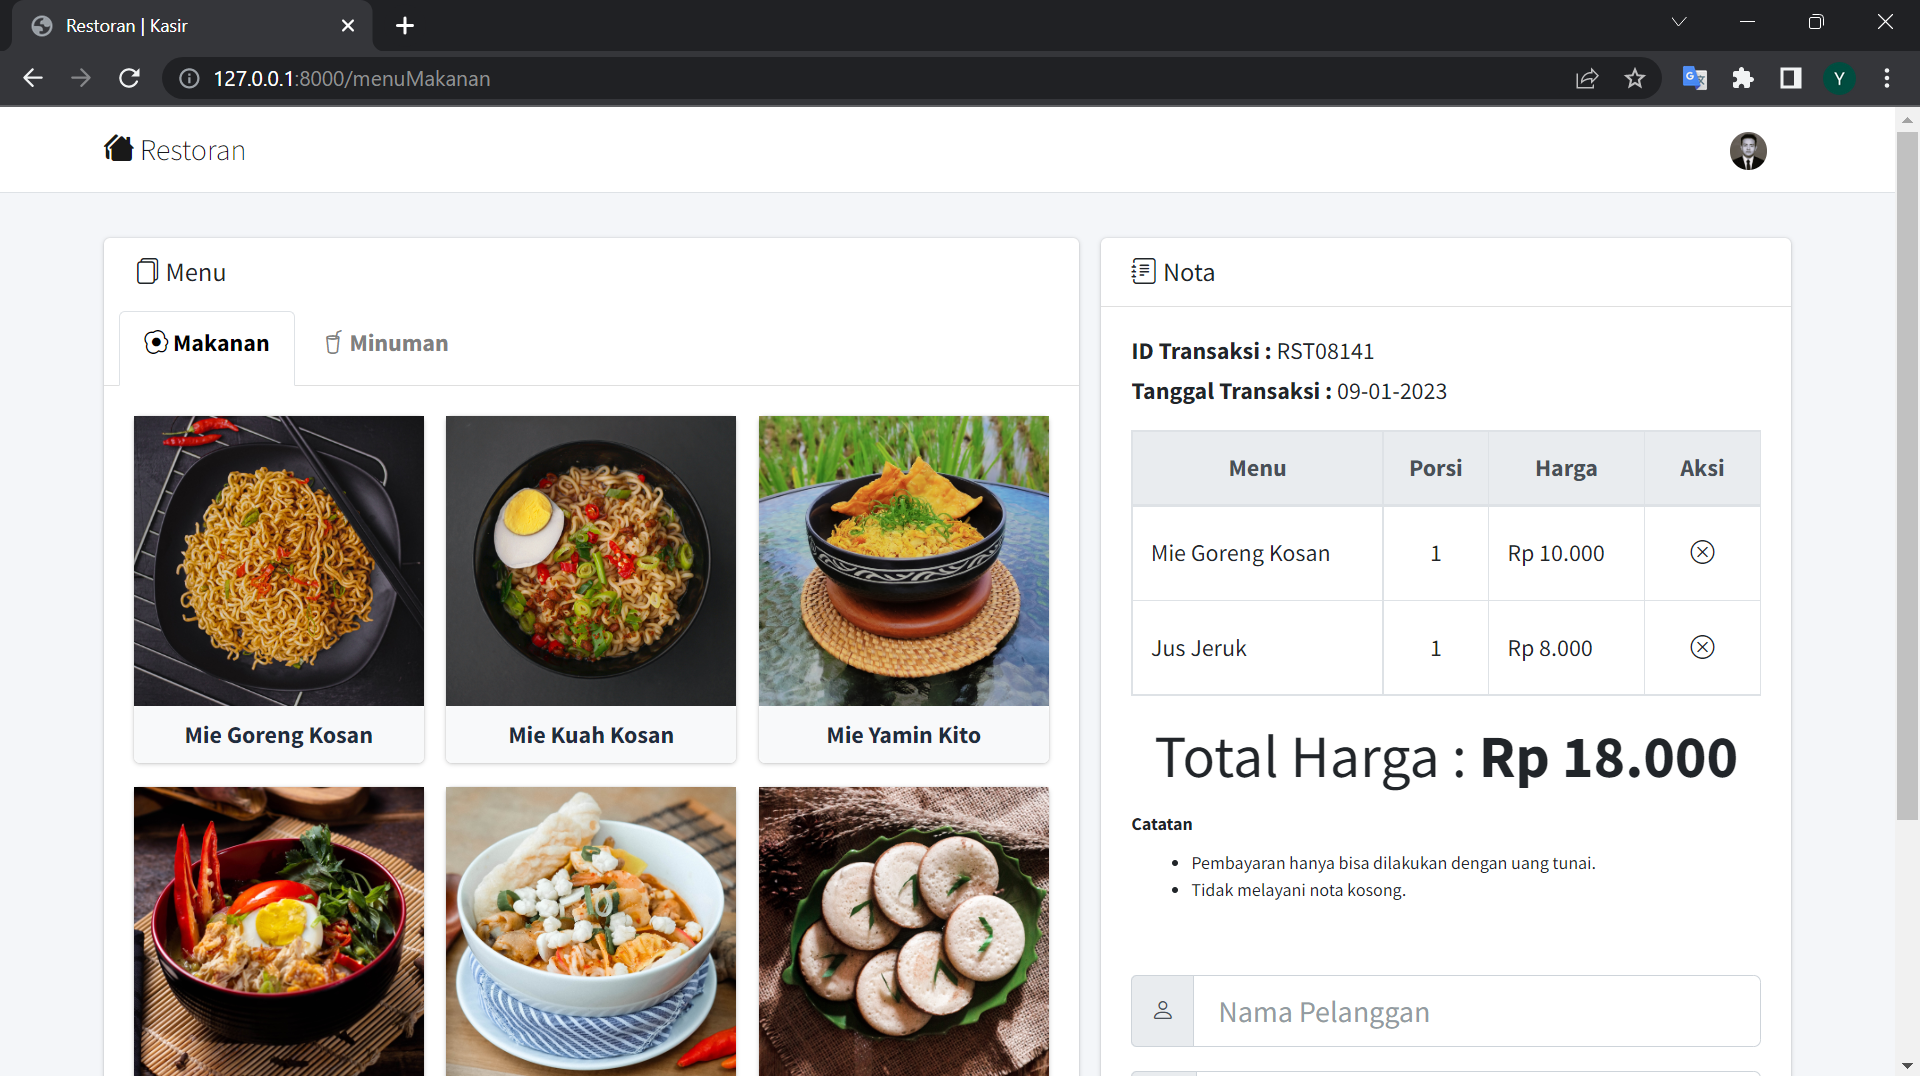 Restoran | Kasir
127.0.0.1:8000/menuMakanan
Y
Restoran
Menu
Makanan
Minuman
Mie Goreng Kosan
Mie Kuah Kosan
Mie Yamin Kito
Nota
ID Transaksi : RST08141
Tanggal Transaksi : 09-01-2023
Menu Porsi Harga Aksi
Mie Goreng Kosan 1 Rp 10.000
Jus Jeruk 1 Rp 8.000
Total Harga : Rp 18.000
Catatan
• Pembayaran hanya bisa dilakukan dengan uang tunai.
• Tidak melayani nota kosong.
Nama Pelanggan